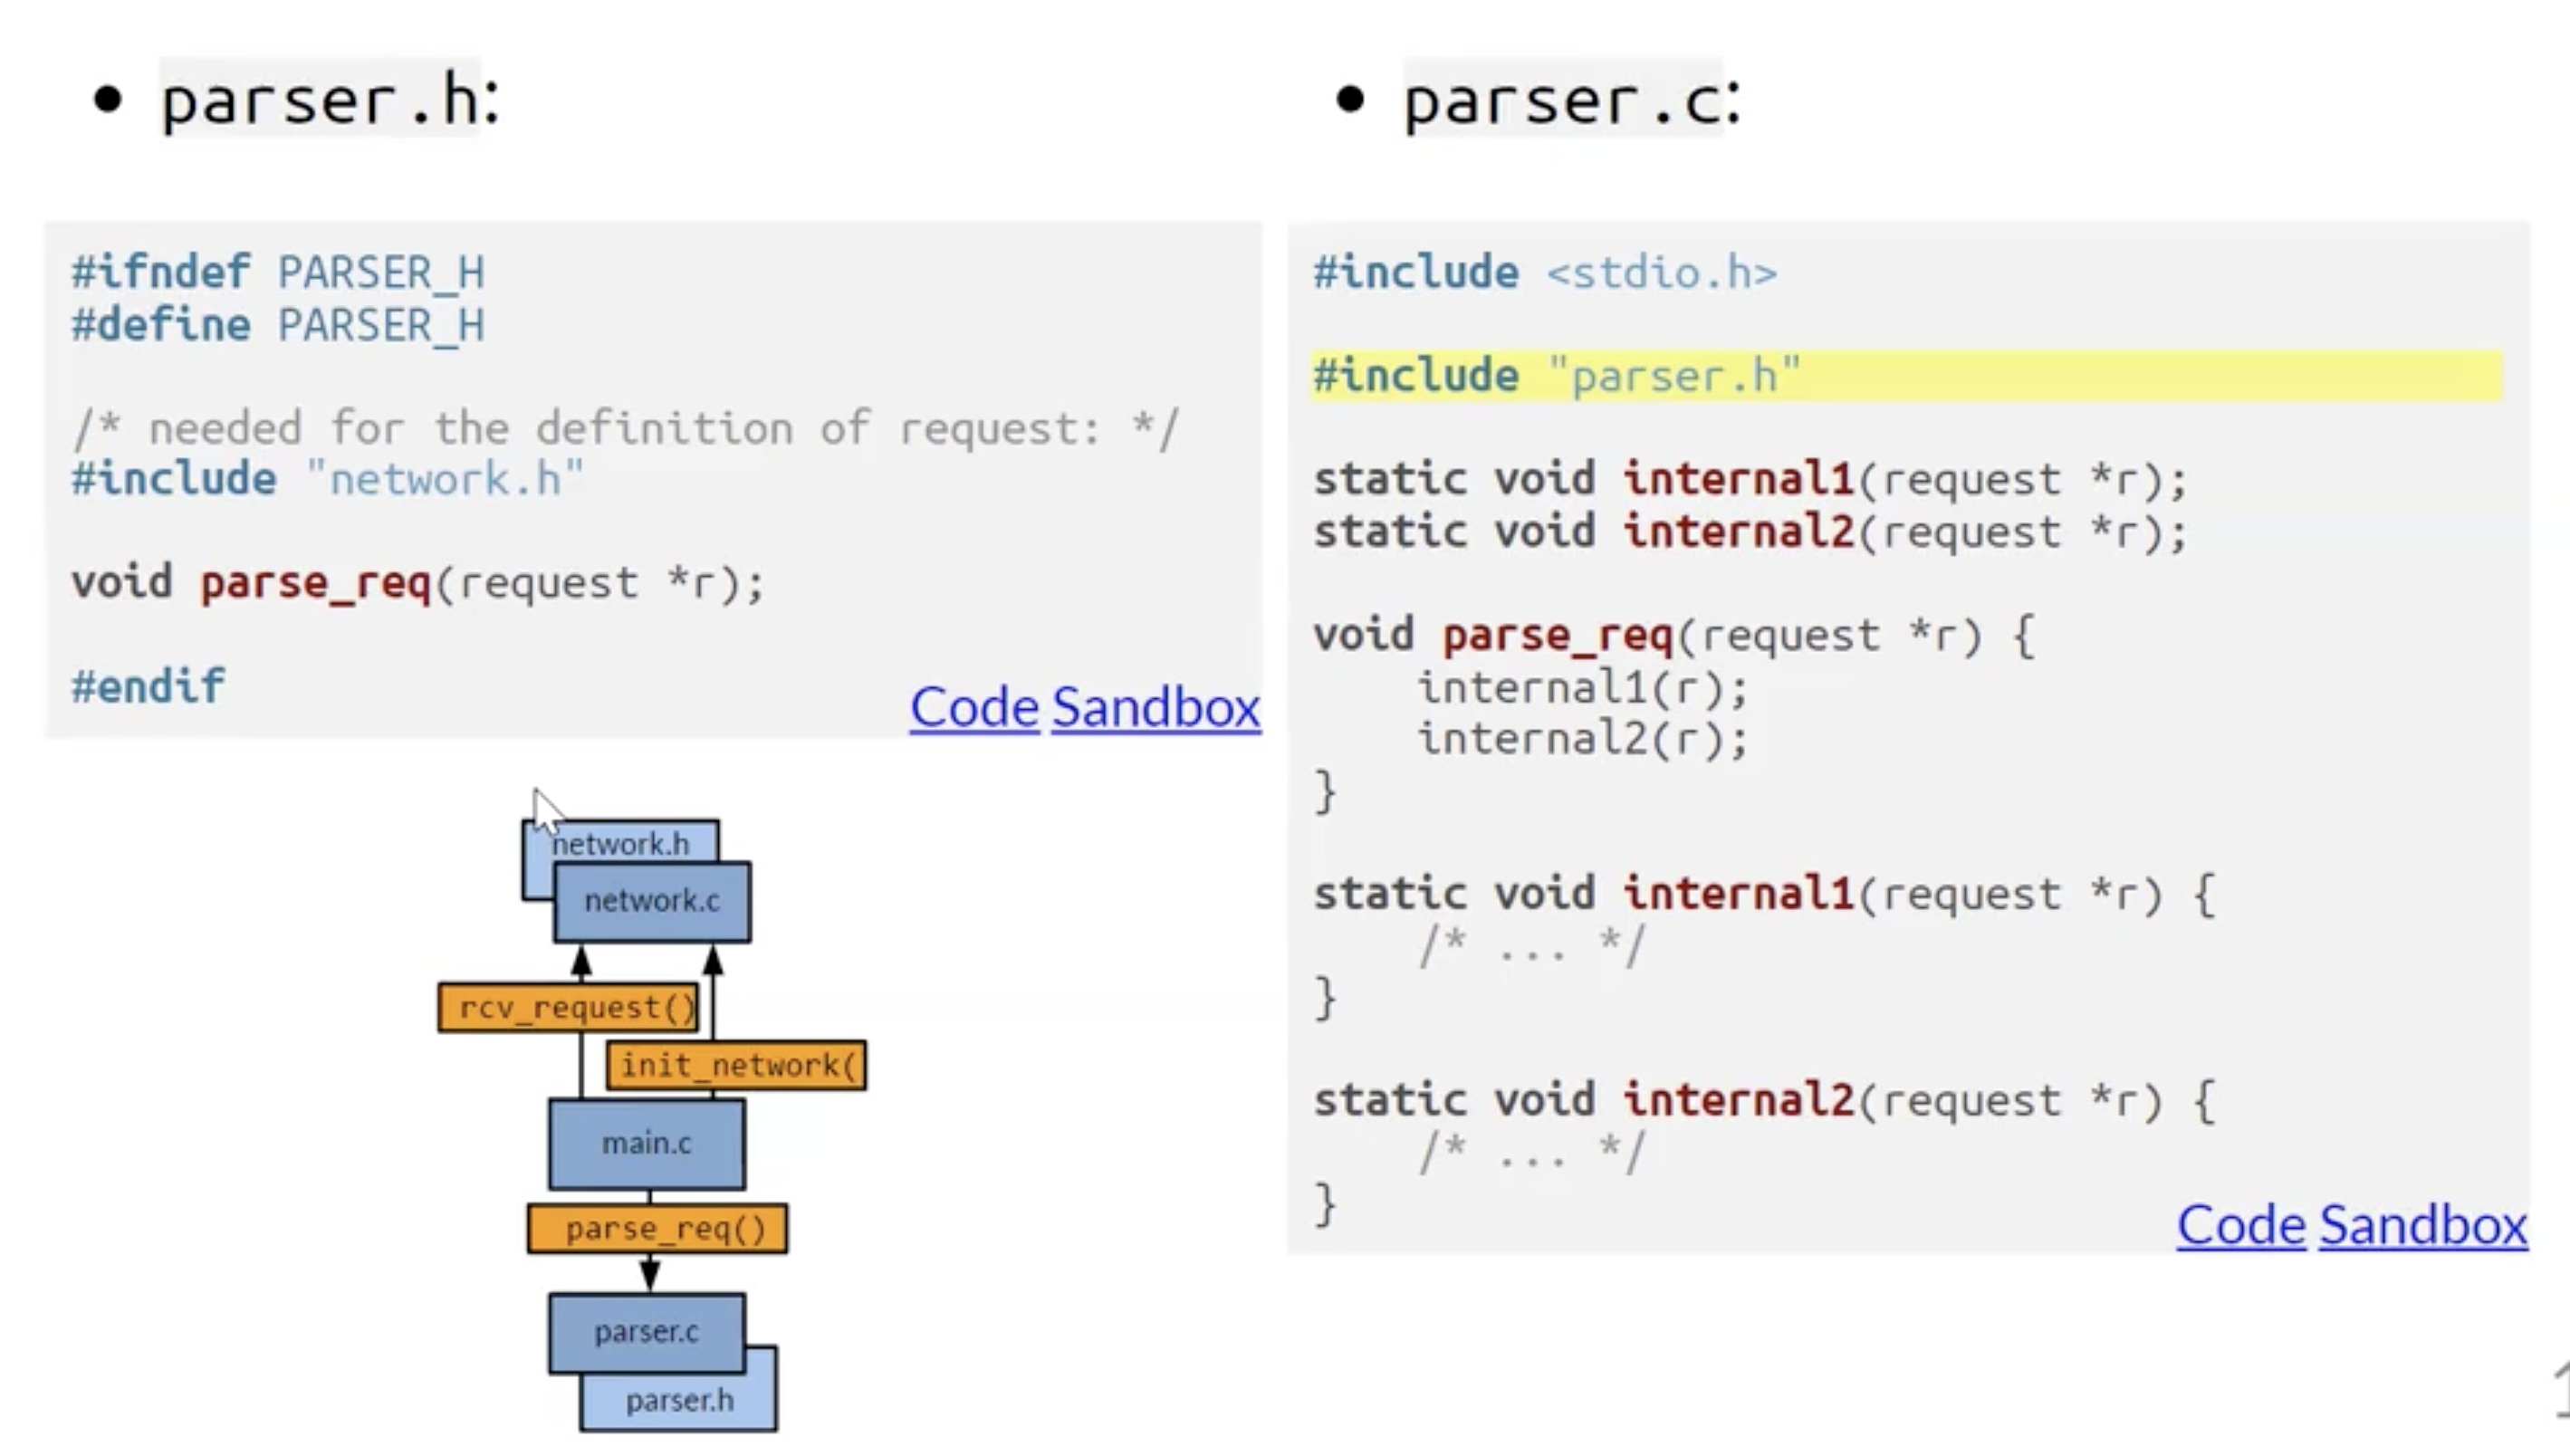 parser.h:
#ifndef PARSER_H
#define PARSER_H
/* needed for the definition of request: */
#include "network.h"
void parse_req(request *r);
#endif
Code Sandbox
network.h
network.c
rcv_request()
init_network(
main.c
parse_req()
parser.c
parser.h
parser.c:
#include <stdio.h>
#include "parser.h"
static void internal1(request *r);
static void internal2(request *r);
void parse_req(request *r) {
    internal1(r);
    internal2(r);
}
static void internal1(request *r) {
    /* ... */
}
static void internal2(request *r) {
    /* ... */
}
Code Sandbox